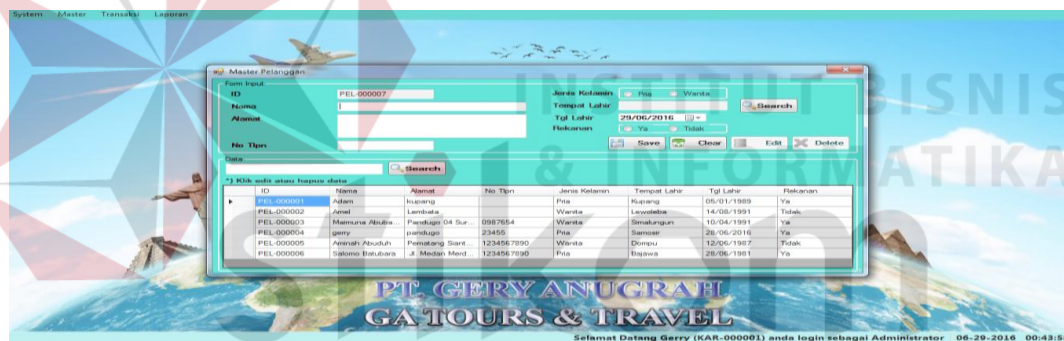 System Master Transaksi Laporan
Master Pelanggan
Form Input
ID PEL-000007 Jenis Kelamin Pria Wanita
Nama Tempat Lahir Search
Alamat Tgl Lahir 29/06/2016
Rekanan Ya Tidak
No Tlpn Save Clear Edit Delete
Data
Search
*) Klik edit atau hapus data
ID Nama Alamat No Tlpn Jenis Kelamin Tempat Lahir Tgl Lahir Rekanan
PEL-000001 Adam kupang Pria Kupang 05/01/1989 Ya
PEL-000002 Amel Lembata Wanita Lewoleba 14/08/1991 Tidak
PEL-000003 Maimuna Abubs... Pandugo 04 Sur... 0987654 Wanita Simalungun 10/04/1991 Ya
PEL-000004 gerry pandugo 23455 Pria Samosir 28/06/2016 Ya
PEL-000005 Aminah Abuduh Pematang Siant... 1234567890 Wanita Dompu 12/06/1987 Tidak
PEL-000006 Salomo Batubara Jl. Medan Merd... 1234567890 Pria Bajawa 28/06/1981 Ya
PT. GERY ANUGRAH
GA TOURS & TRAVEL
Selamat Datang Gerry (KAR-000001) anda login sebagai Administrator 06-29-2016
INSTITUT BISNIS
& INFORMATIKA
stikom